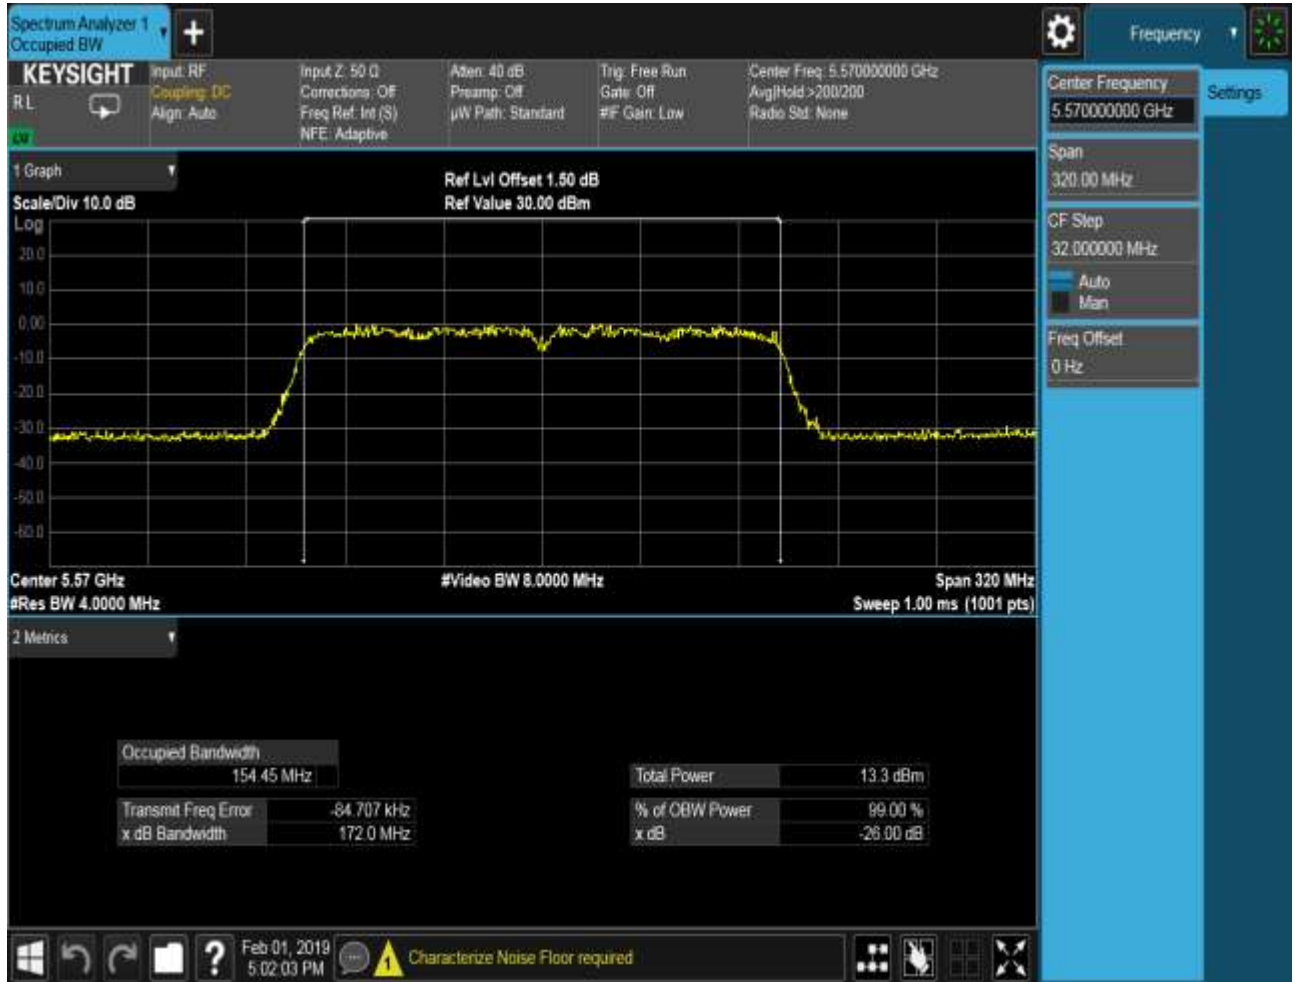 Spectrum Analyzer 1
Occupied BW
Frequency
KEYSIGHT
R L
Input: RF
Coupling: DC
Align: Auto
Input Z: 50 Ω
Corrections: Off
Freq Ref: Int (S)
NFE: Adaptive
Atten: 40 dB
Preamp: Off
µW Path: Standard
Trig: Free Run
Gate: Off
#IF Gain: Low
Center Freq: 5.570000000 GHz
Avg|Hold:>200/200
Radio Std: None
Center Frequency
5.570000000 GHz
Settings
Span
320.00 MHz
CF Step
32.000000 MHz
Auto
Man
Freq Offset
0 Hz
1 Graph
Scale/Div 10.0 dB
Ref Lvl Offset 1.50 dB
Ref Value 30.00 dBm
Log
20.0
10.0
0.00
-10.0
-20.0
-30.0
-40.0
-50.0
-60.0
Center 5.57 GHz
#Video BW 8.0000 MHz
Span 320 MHz
#Res BW 4.0000 MHz
Sweep 1.00 ms (1001 pts)
2 Metrics
Occupied Bandwidth
154.45 MHz
Total Power 13.3 dBm
Transmit Freq Error -84.707 kHz
% of OBW Power 99.00 %
x dB Bandwidth 172.0 MHz
x dB -26.00 dB
?
Feb 01, 2019
5:02:03 PM
1
Characterize Noise Floor required